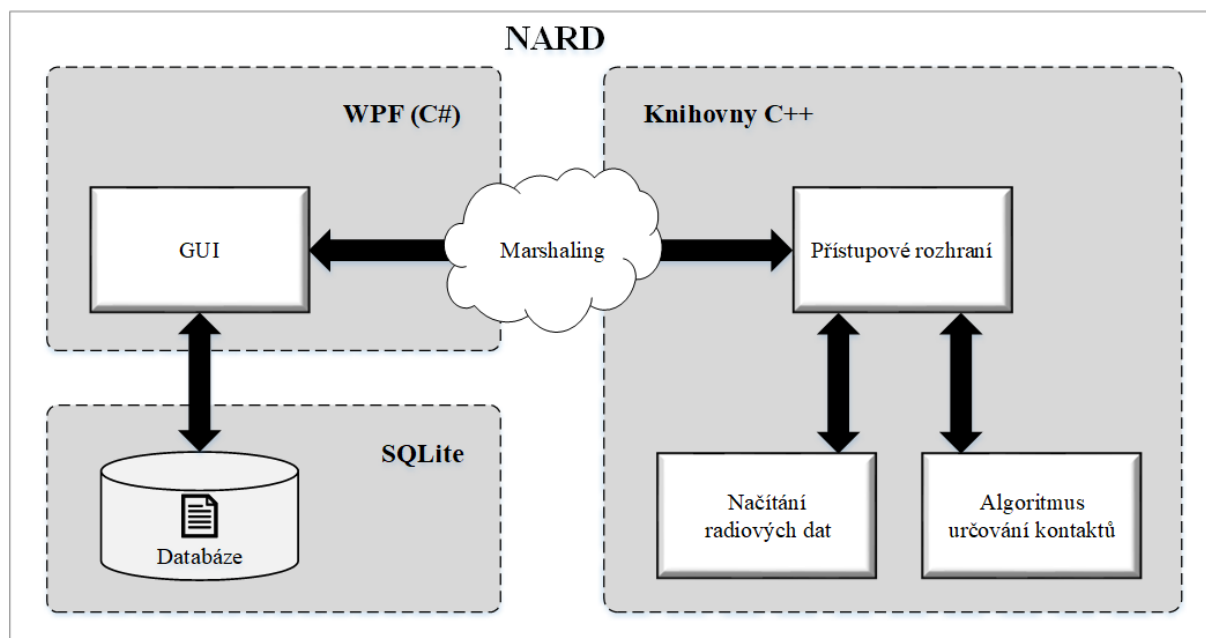 NARD
WPF (C#)
Knihovny C++
GUI
Marshaling
Přístupové rozhraní
SQLite
Databáze
Načítání
radiových dat
Algoritmus
určování kontaktů